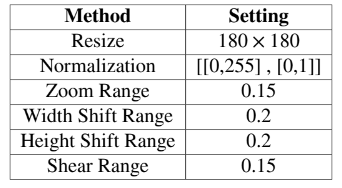 Method Setting
Resize 180 × 180
Normalization [[0,255] , [0,1]]
Zoom Range 0.15
Width Shift Range 0.2
Height Shift Range 0.2
Shear Range 0.15